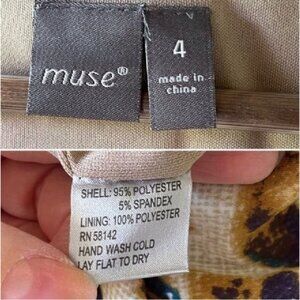 muse®
4
made in
china
SHELL: 95% POLYESTER
5% SPANDEX
LINING: 100% POLYESTER
RN 58142
HAND WASH COLD
LAY FLAT TO DRY